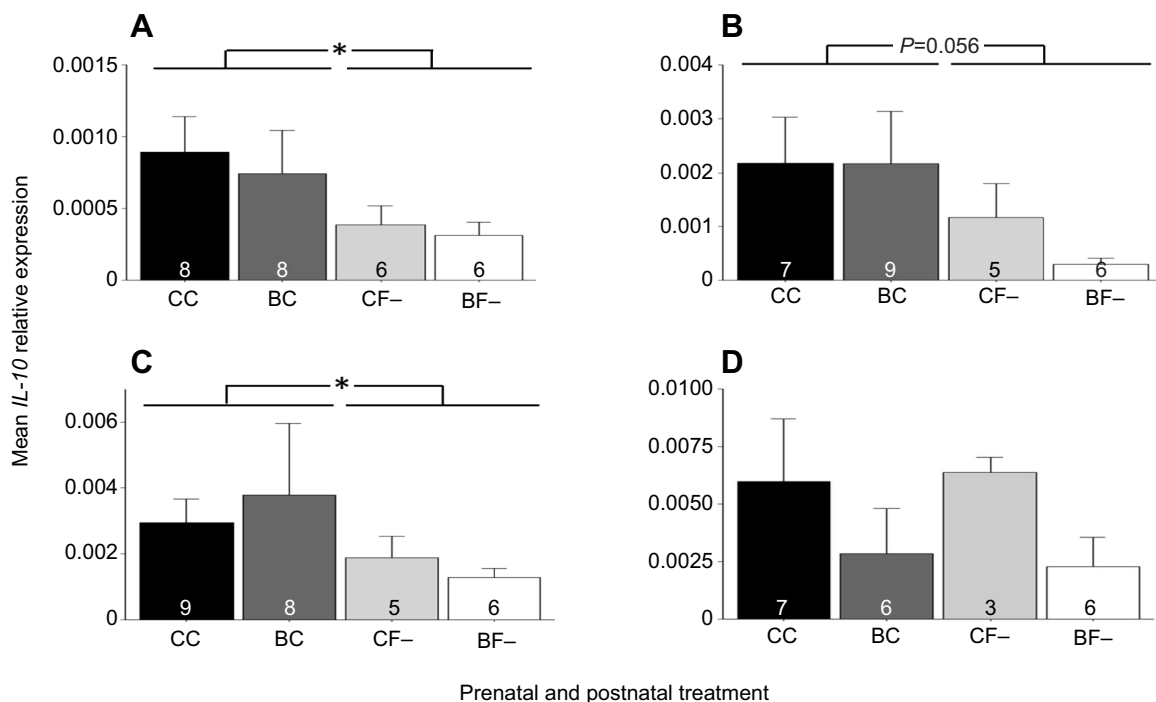 A
*
0.0015
0.0010
0.0005
0
8
8
6
6
CC
BC
CF–
BF–
B
P=0.056
0.004
0.003
0.002
0.001
0
7
9
5
6
CC
BC
CF–
BF–
C
*
0.006
0.004
0.002
0
9
8
5
6
CC
BC
CF–
BF–
D
0.0100
0.0075
0.0050
0.0025
0
7
6
3
6
CC
BC
CF–
BF–
Mean IL-10 relative expression
Prenatal and postnatal treatment